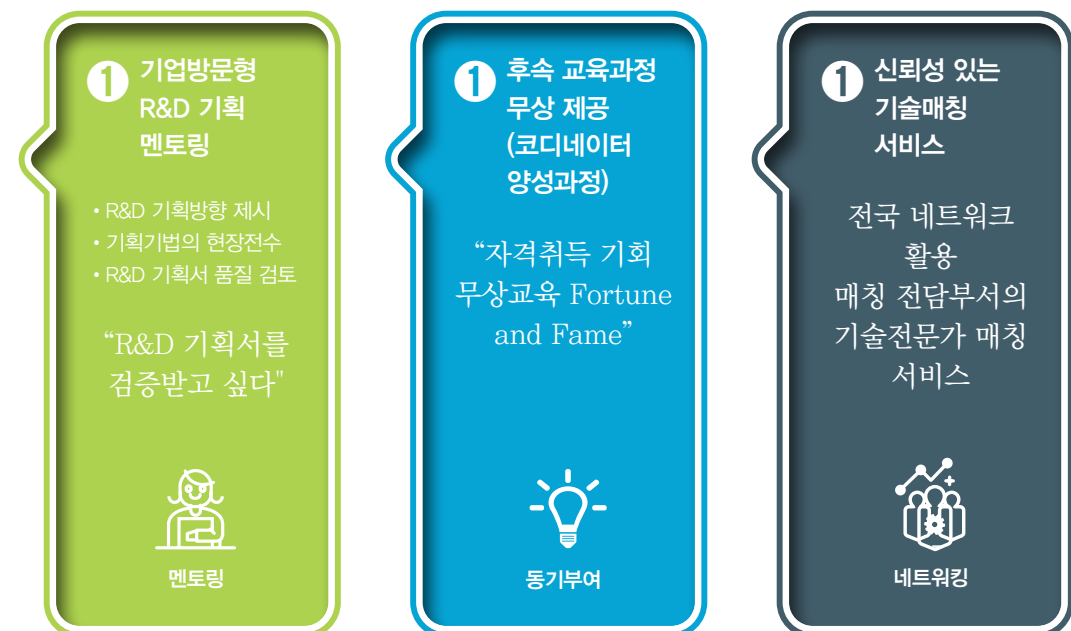 1 기업방문형
R&D 기획
멘토링
• R&D 기획방향 제시
• 기획기법의 현장전수
• R&D 기획서 품질 검토
“R&D 기획서를
검증받고 싶다"
멘토링
1 후속 교육과정
무상 제공
(코디네이터
양성과정)
“자격취득 기회
무상교육 Fortune
and Fame”
동기부여
1 신뢰성 있는
기술매칭
서비스
전국 네트워크
활용
매칭 전담부서의
기술전문가 매칭
서비스
네트워킹